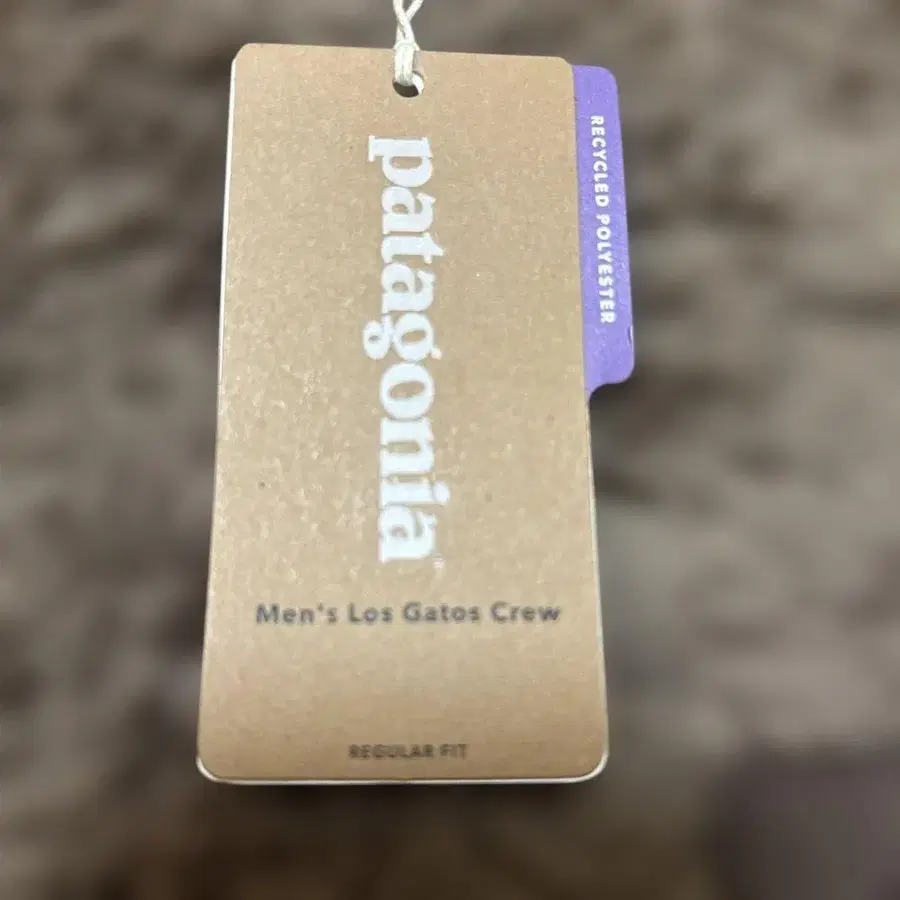 patagonia
RECYCLED POLYESTER
Men's Los Gatos Crew
REGULAR FIT